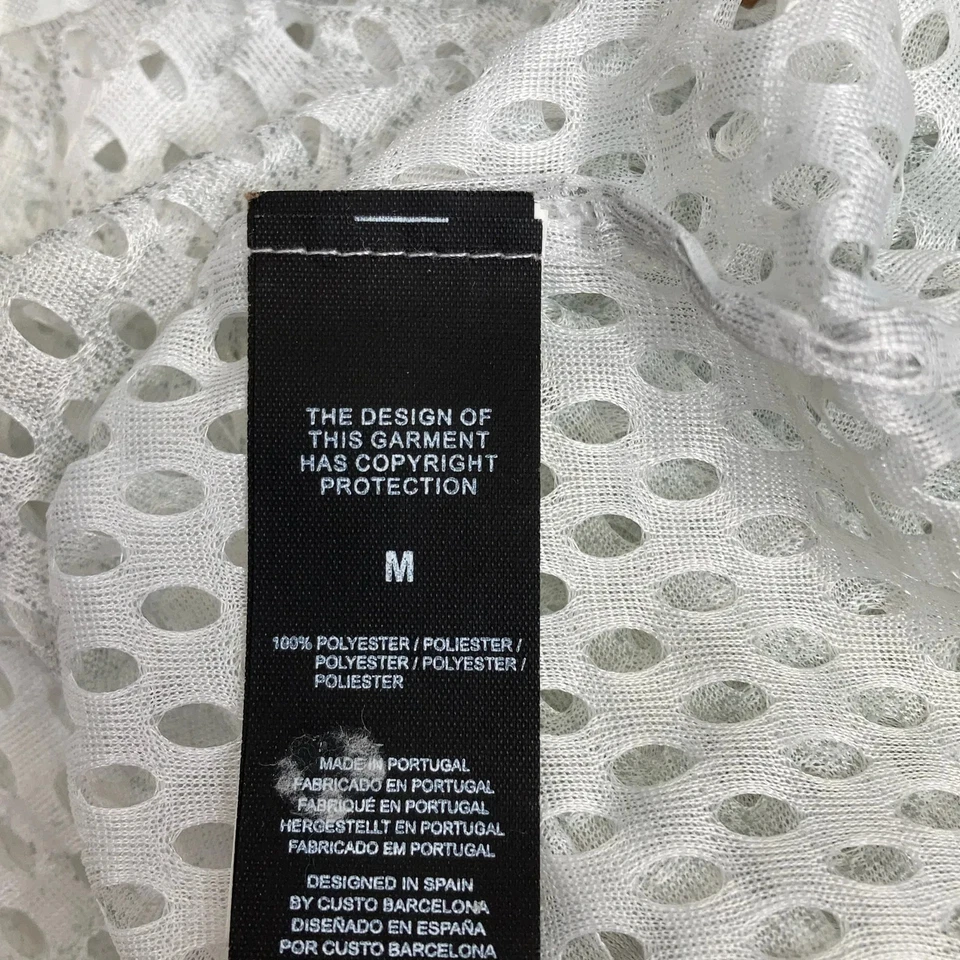 THE DESIGN OF
THIS GARMENT
HAS COPYRIGHT
PROTECTION
M
100% POLYESTER / POLIESTER /
POLYESTER / POLYESTER /
POLIESTER
MADE IN PORTUGAL
FABRICADO EN PORTUGAL
FABRIQUÉ EN PORTUGAL
HERGESTELLT EN PORTUGAL
FABRICADO EM PORTUGAL
DESIGNED IN SPAIN
BY CUSTO BARCELONA
DISEÑADO EN ESPAÑA
POR CUSTO BARCELONA